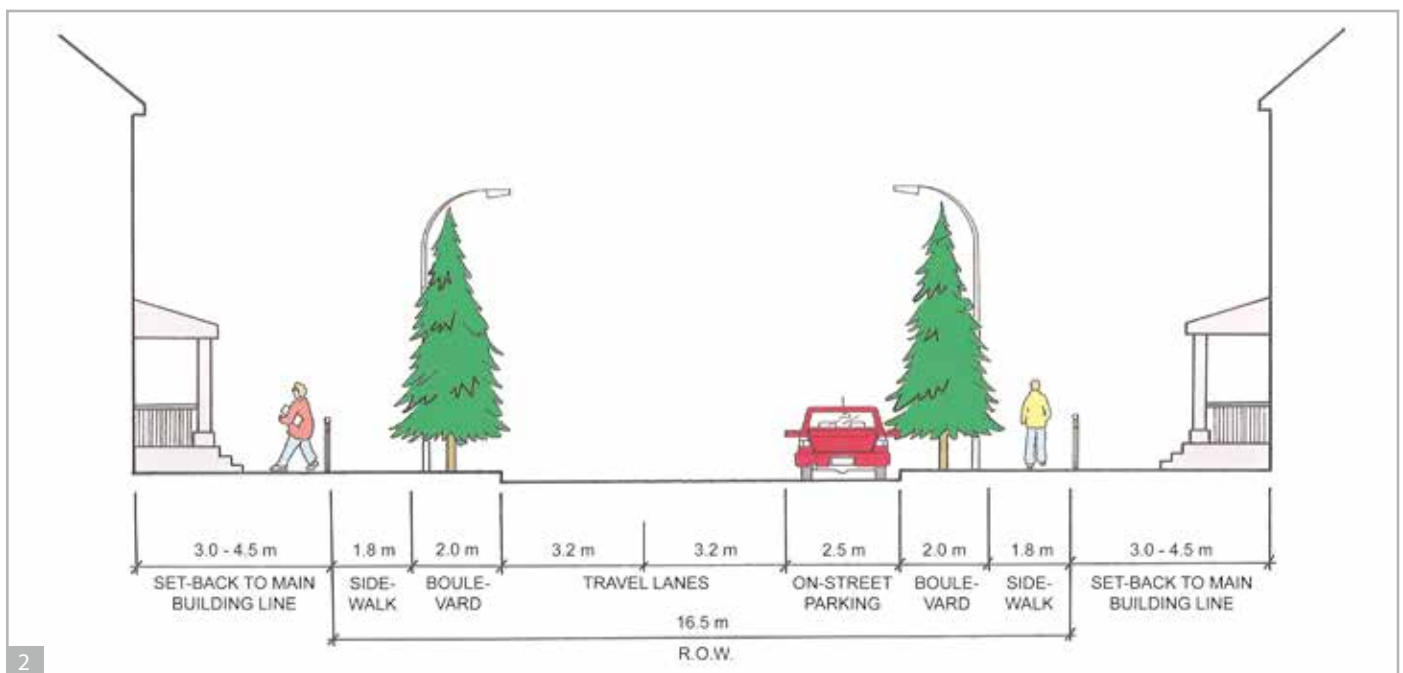 3.0 - 4.5 m
1.8 m
2.0 m
3.2 m
3.2 m
2.5 m
2.0 m
1.8 m
3.0 - 4.5 m
SET-BACK TO MAIN
BUILDING LINE
SIDE-
WALK
BOULE-
VARD
TRAVEL LANES
ON-STREET
PARKING
BOULE-
VARD
SIDE-
WALK
SET-BACK TO MAIN
BUILDING LINE
16.5 m
R.O.W.
2